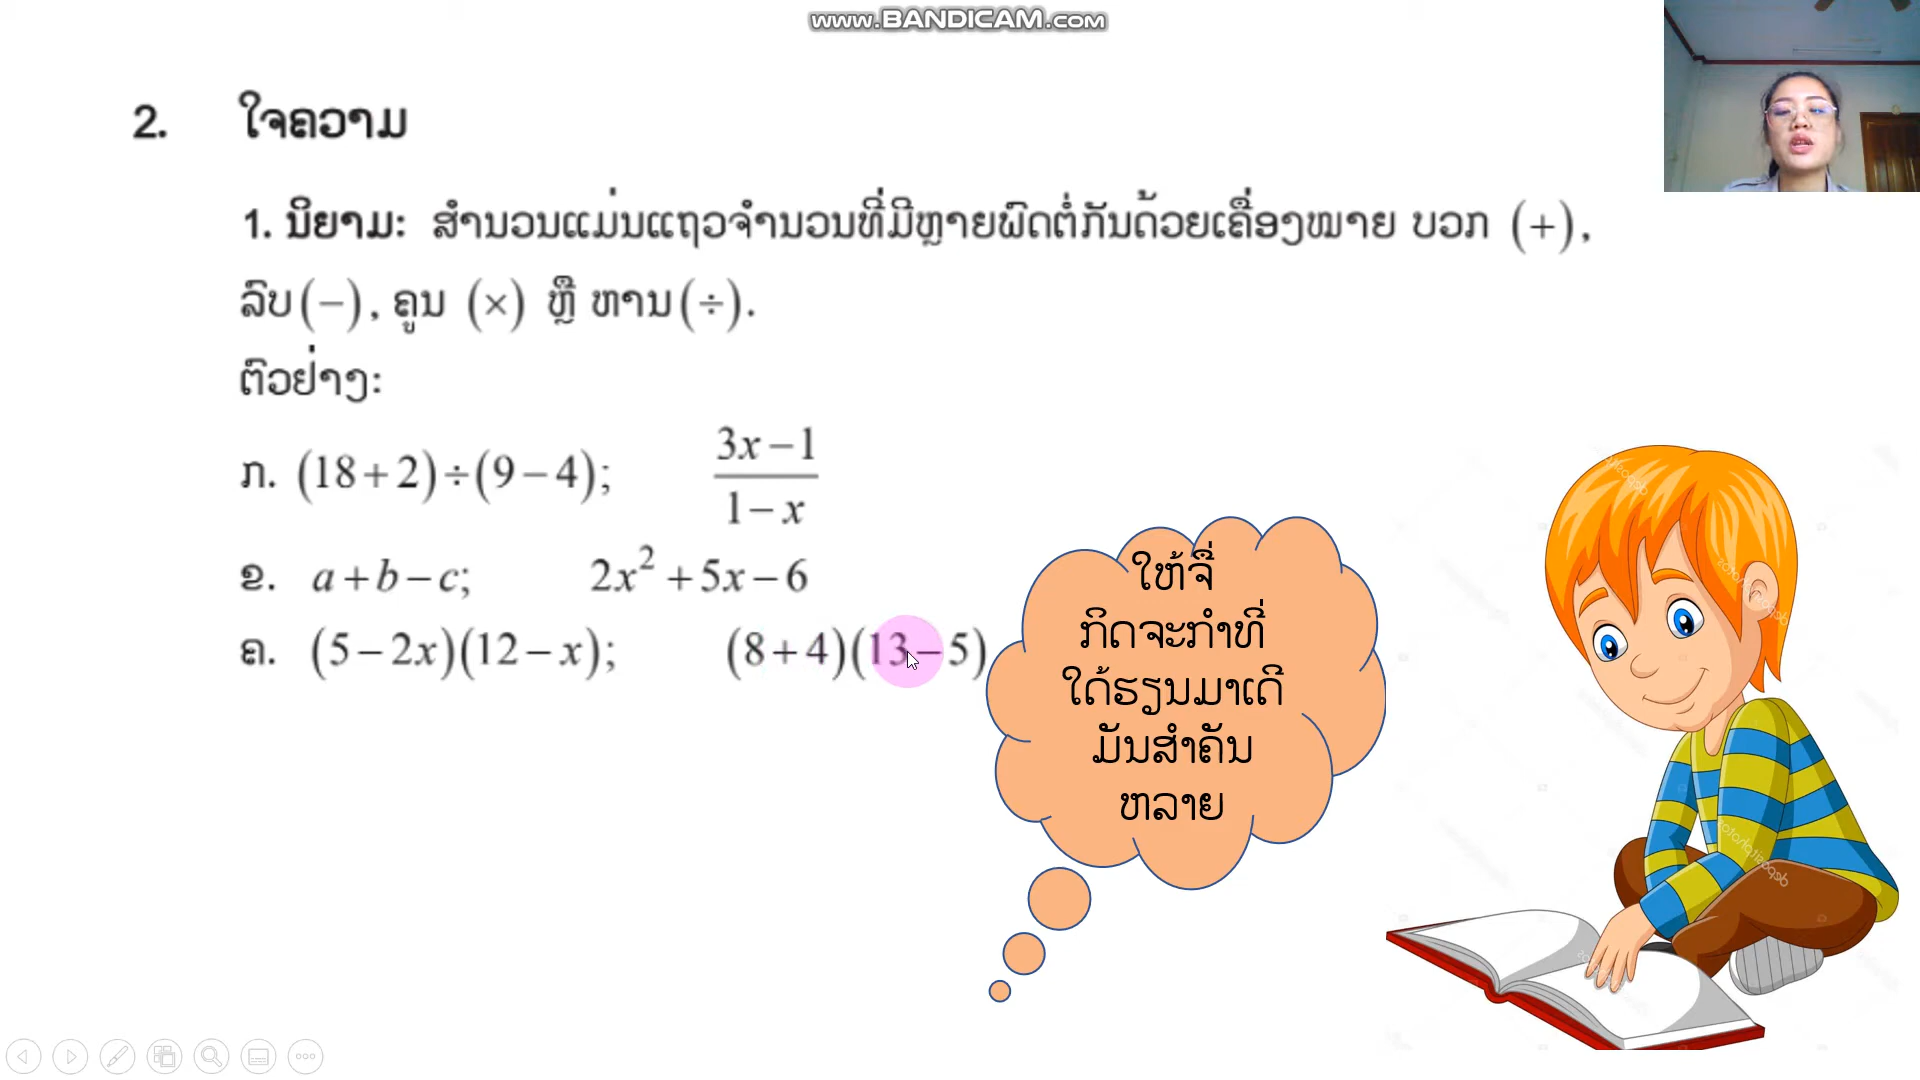 www.BANDICAM.com
2. ໃຈຄວາມ
1. ນິຍາມ: ສຳນວນແມ່ນແຖວຈຳນວນທີ່ມີຫຼາຍພົດຕໍ່ກັນດ້ວຍເຄື່ອງໝາຍ ບວກ (+),
ລົບ(−), ຄູນ (×) ຫຼື ຫານ(÷).
ຕົວຢ່າງ:
ກ. (18+2)÷(9−4); (3x−1)/(1−x)
ຂ. a+b−c; 2x²+5x−6
ຄ. (5−2x)(12−x); (8+4)(13−5)
ໃຫ້ຈື່
ກິດຈະກຳທີ່
ໃດ້ຮຽນມາເດີ
ມັນສຳຄັນ
ຫລາຍ